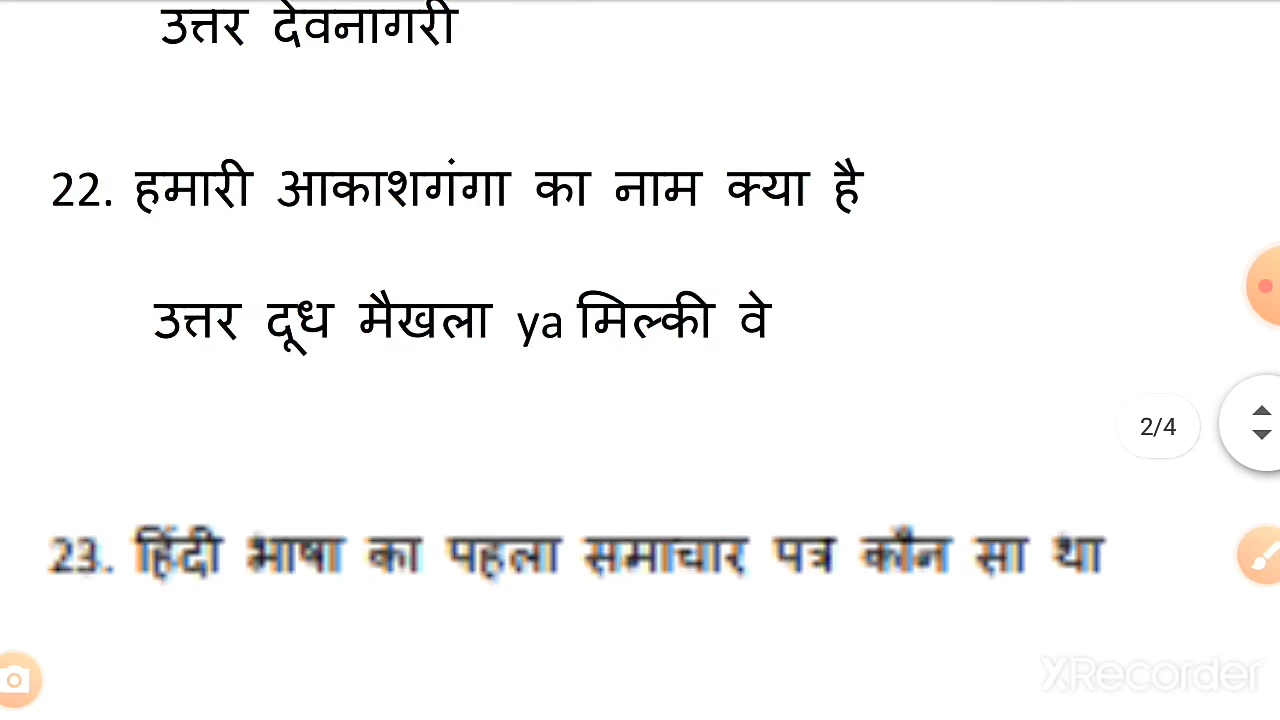 उत्तर देवनागरी
22. हमारी आकाशगंगा का नाम क्या है
उत्तर दूध मैखला ya मिल्की वे
2/4
23. हिंदी भाषा का पहला समाचार पत्र कौन सा था
XRecorder